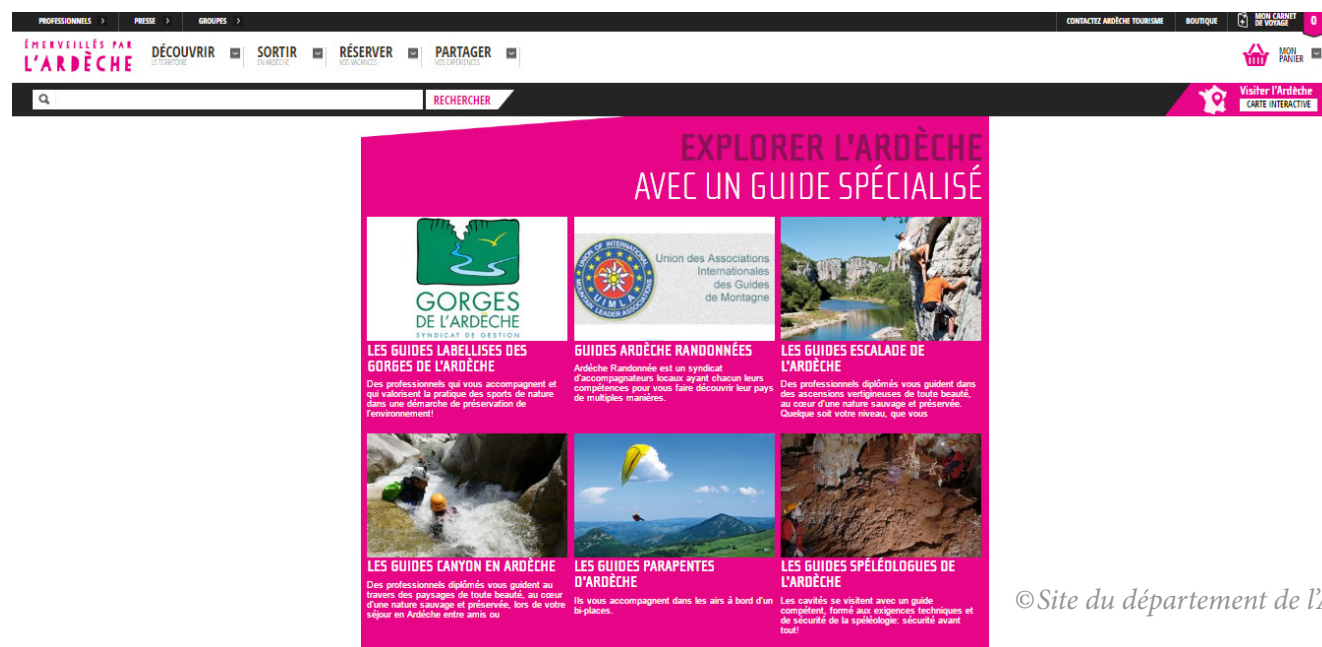 PROFESSIONNELS > PRESSE > GROUPES > CONTACTEZ ARDÈCHE TOURISME BOUTIQUE MON CARNET DE VOYAGE 0
ÉMERVEILLÉS PAR
L'ARDÈCHE
DÉCOUVRIR SORTIR RÉSERVER PARTAGER MON PANIER
LE TERRITOIRE EN ARDÈCHE VOS VACANCES VOS EXPÉRIENCES
RECHERCHER
Visiter l'Ardèche
CARTE INTERACTIVE
EXPLORER L'ARDÈCHE
AVEC UN GUIDE SPÉCIALISÉ
GORGES
DE L'ARDÈCHE
SYNDICAT DE GESTION
UNION OF INTERNATIONAL
MOUNTAIN LEADER ASSOCIATIONS
UIMLA
Union des Associations
Internationales
des Guides
de Montagne
LES GUIDES LABELLISES DES
GORGES DE L'ARDÈCHE
Des professionnels qui vous accompagnent et
qui valorisent la pratique des sports de nature
dans une démarche de préservation de
l'environnement!
GUIDES ARDÈCHE RANDONNÉES
Ardèche Randonnée est un syndicat
d'accompagnateurs locaux ayant chacun leurs
compétences pour vous faire découvrir leur pays
de multiples manières.
LES GUIDES ESCALADE DE
L'ARDÈCHE
Des professionnels diplômés vous guident dans
des ascensions vertigineuses de toute beauté,
au cœur d'une nature sauvage et préservée.
Quelque soit votre niveau, que vous
LES GUIDES CANYON EN ARDÈCHE
Des professionnels diplômés vous guident au
travers des paysages de toute beauté, au cœur
d'une nature sauvage et préservée, lors de votre
séjour en Ardèche entre amis ou
LES GUIDES PARAPENTES
D'ARDÈCHE
Ils vous accompagnent dans les airs à bord d'un
bi-places.
LES GUIDES SPÉLÉOLOGUES DE
L'ARDÈCHE
Les cavités se visitent avec un guide
compétent, formé aux exigences techniques et
de sécurité de la spéléologie: sécurité avant
tout!
©Site du département de l'